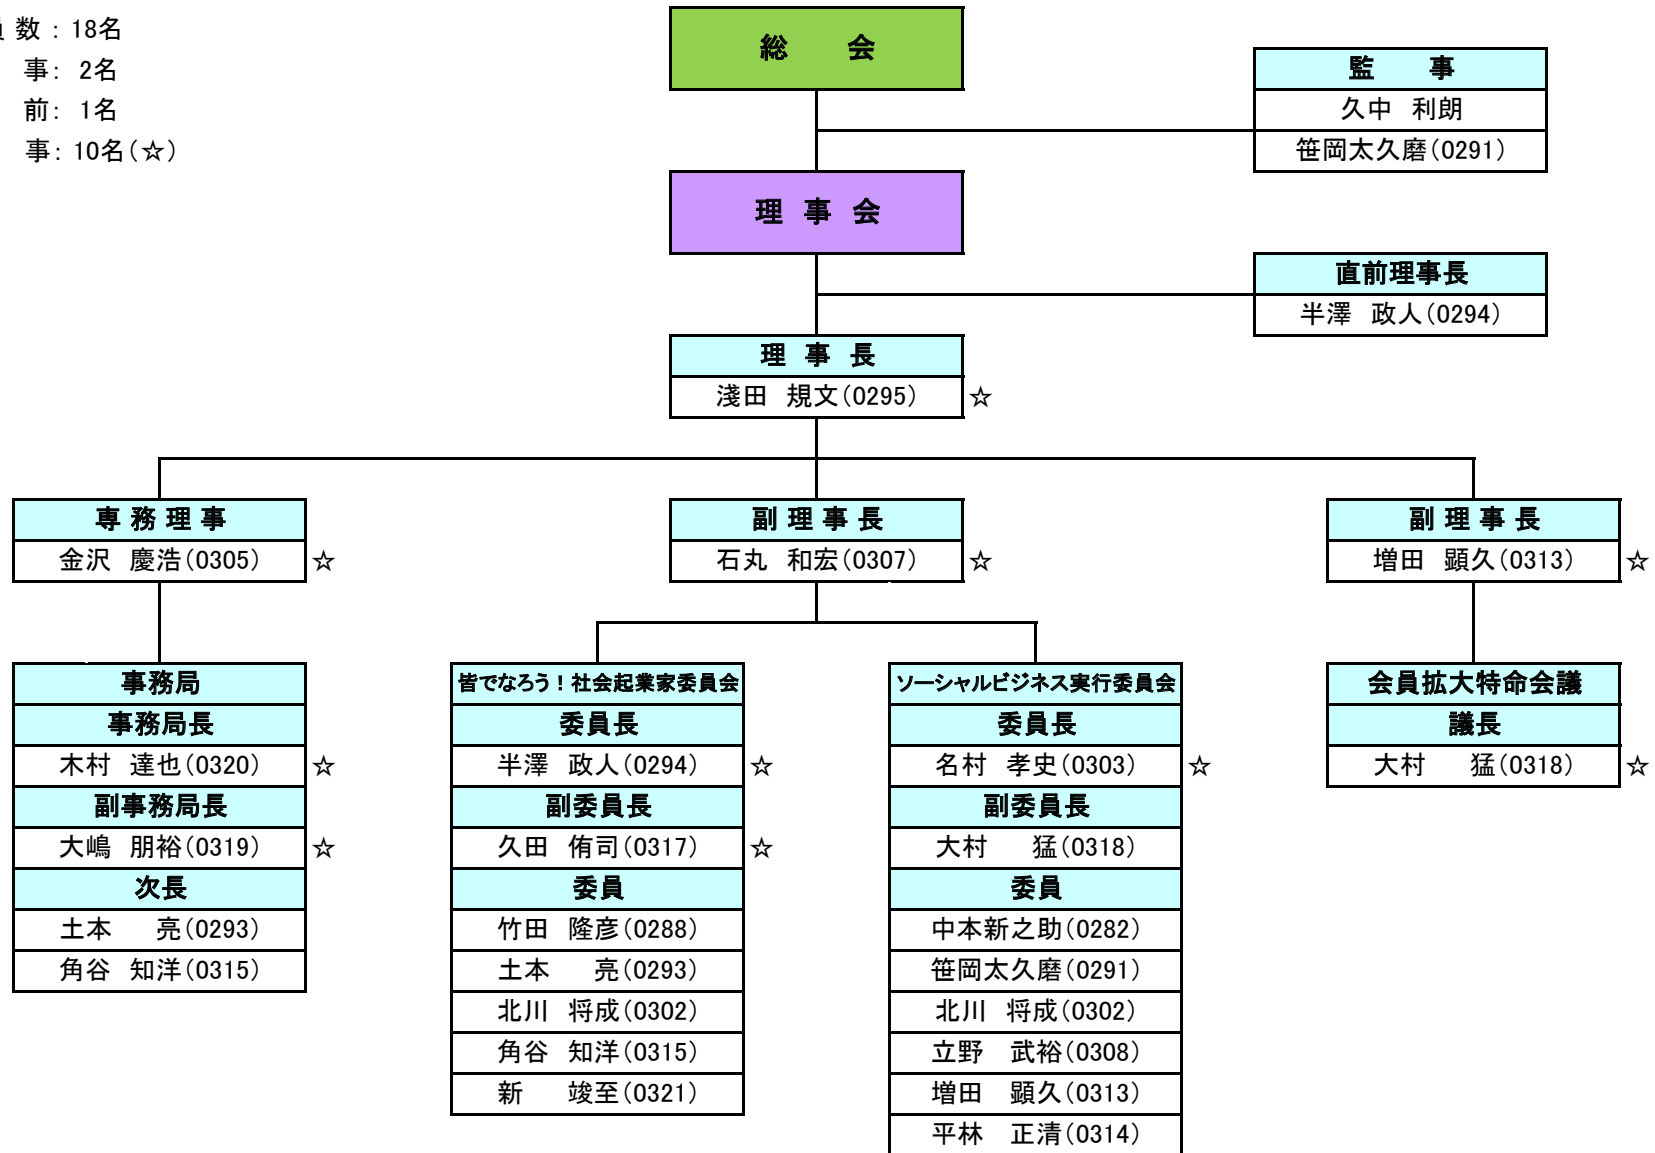 数：18名
事： 2名
前： 1名
事：10名（☆）
総　会
監　事
久中 利朗
笹岡太久磨（0291）
理 事 会
直前理事長
半澤 政人（0294）
理 事 長
淺田 規文（0295） ☆
専 務 理 事
金沢 慶浩（0305） ☆
副 理 事 長
石丸 和宏（0307） ☆
副 理 事 長
増田 顕久（0313） ☆
事務局
事務局長
木村 達也（0320） ☆
副事務局長
大嶋 朋裕（0319） ☆
次長
土本　亮（0293）
角谷 知洋（0315）
皆でなろう！社会起業家委員会
委員長
半澤 政人（0294） ☆
副委員長
久田 侑司（0317） ☆
委員
竹田 隆彦（0288）
土本　亮（0293）
北川 将成（0302）
角谷 知洋（0315）
新　竣至（0321）
ソーシャルビジネス実行委員会
委員長
名村 孝史（0303） ☆
副委員長
大村　猛（0318）
委員
中本新之助（0282）
笹岡太久磨（0291）
北川 将成（0302）
立野 武裕（0308）
増田 顕久（0313）
平林 正清（0314）
会員拡大特命会議
議長
大村　猛（0318） ☆